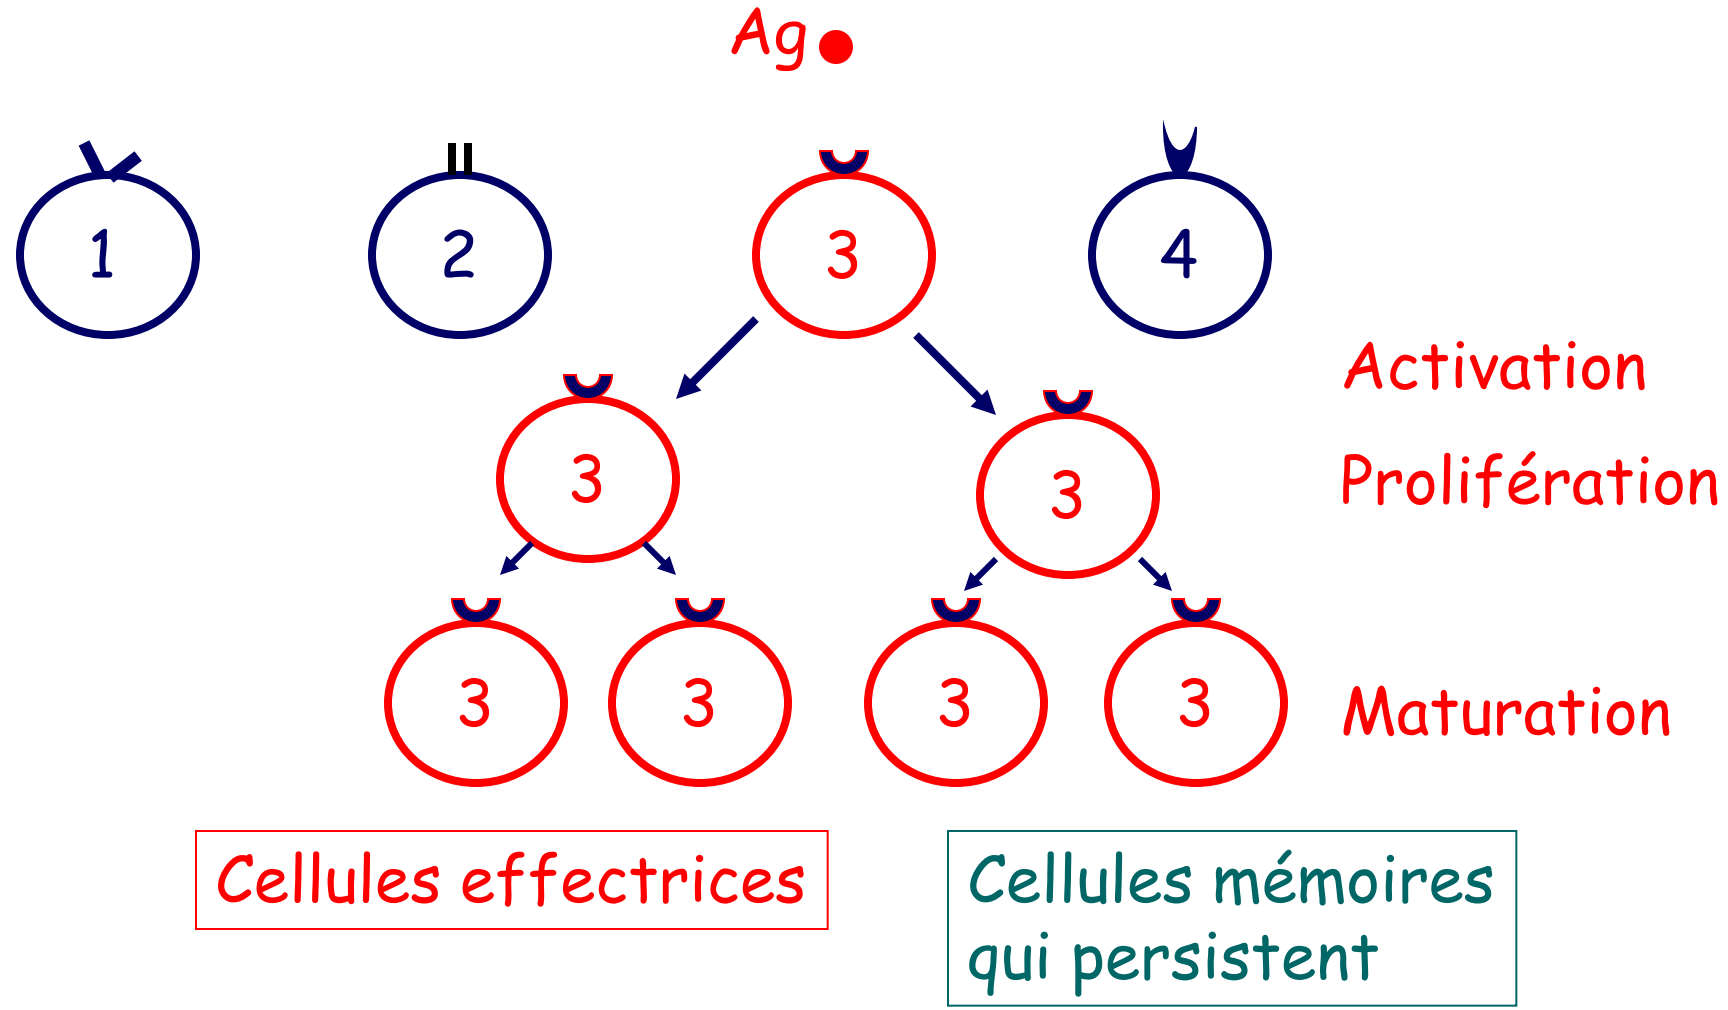 Ag
1 2 3 4
Activation
3 3
Prolifération
3 3 3 3
Maturation
Cellules effectrices
Cellules mémoires
qui persistent